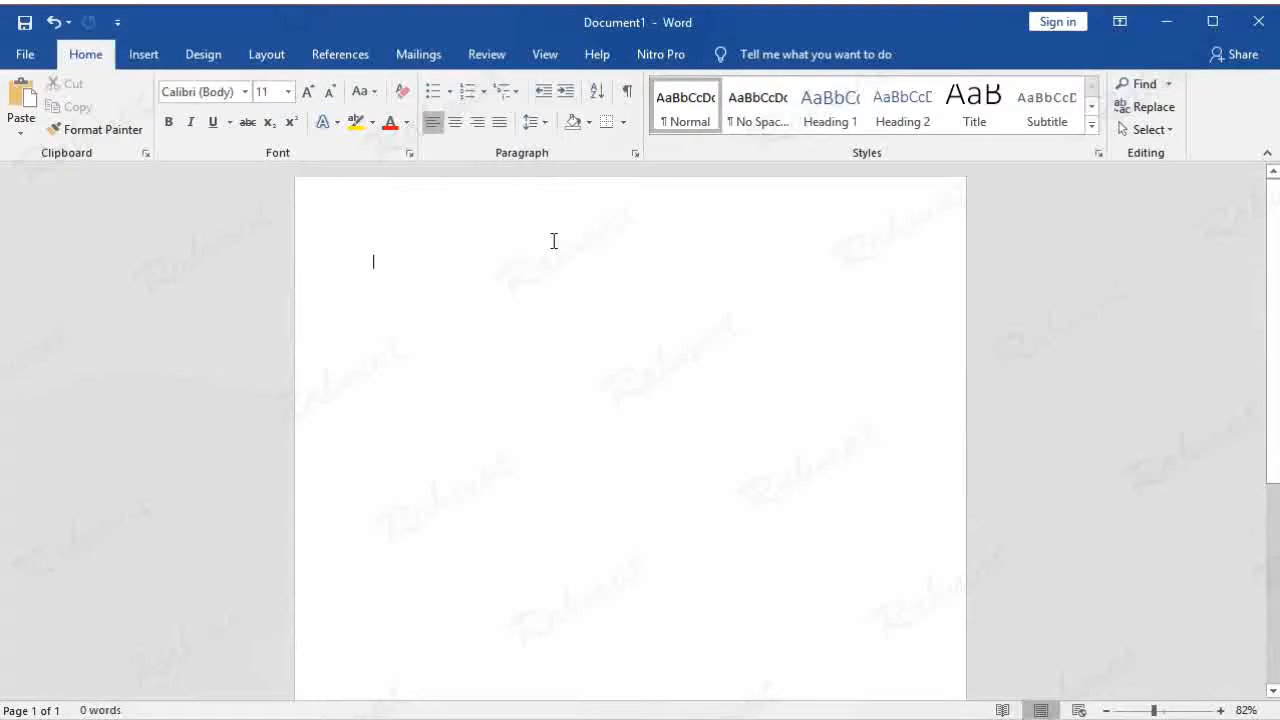 Document1 - Word
Sign in
File Home Insert Design Layout References Mailings Review View Help Nitro Pro Tell me what you want to do Share
Paste
Cut
Copy
Format Painter
Clipboard
Calibri (Body) 11 A A Aa
B I U abc X2 X2 A ab A
Font
Paragraph
AaBbCcDc AaBbCcDc AaBbCc AaBbCcD AaB AaBbCcD
¶ Normal ¶ No Spac... Heading 1 Heading 2 Title Subtitle
Styles
Find
Replace
Select
Editing
Page 1 of 1 0 words 82%